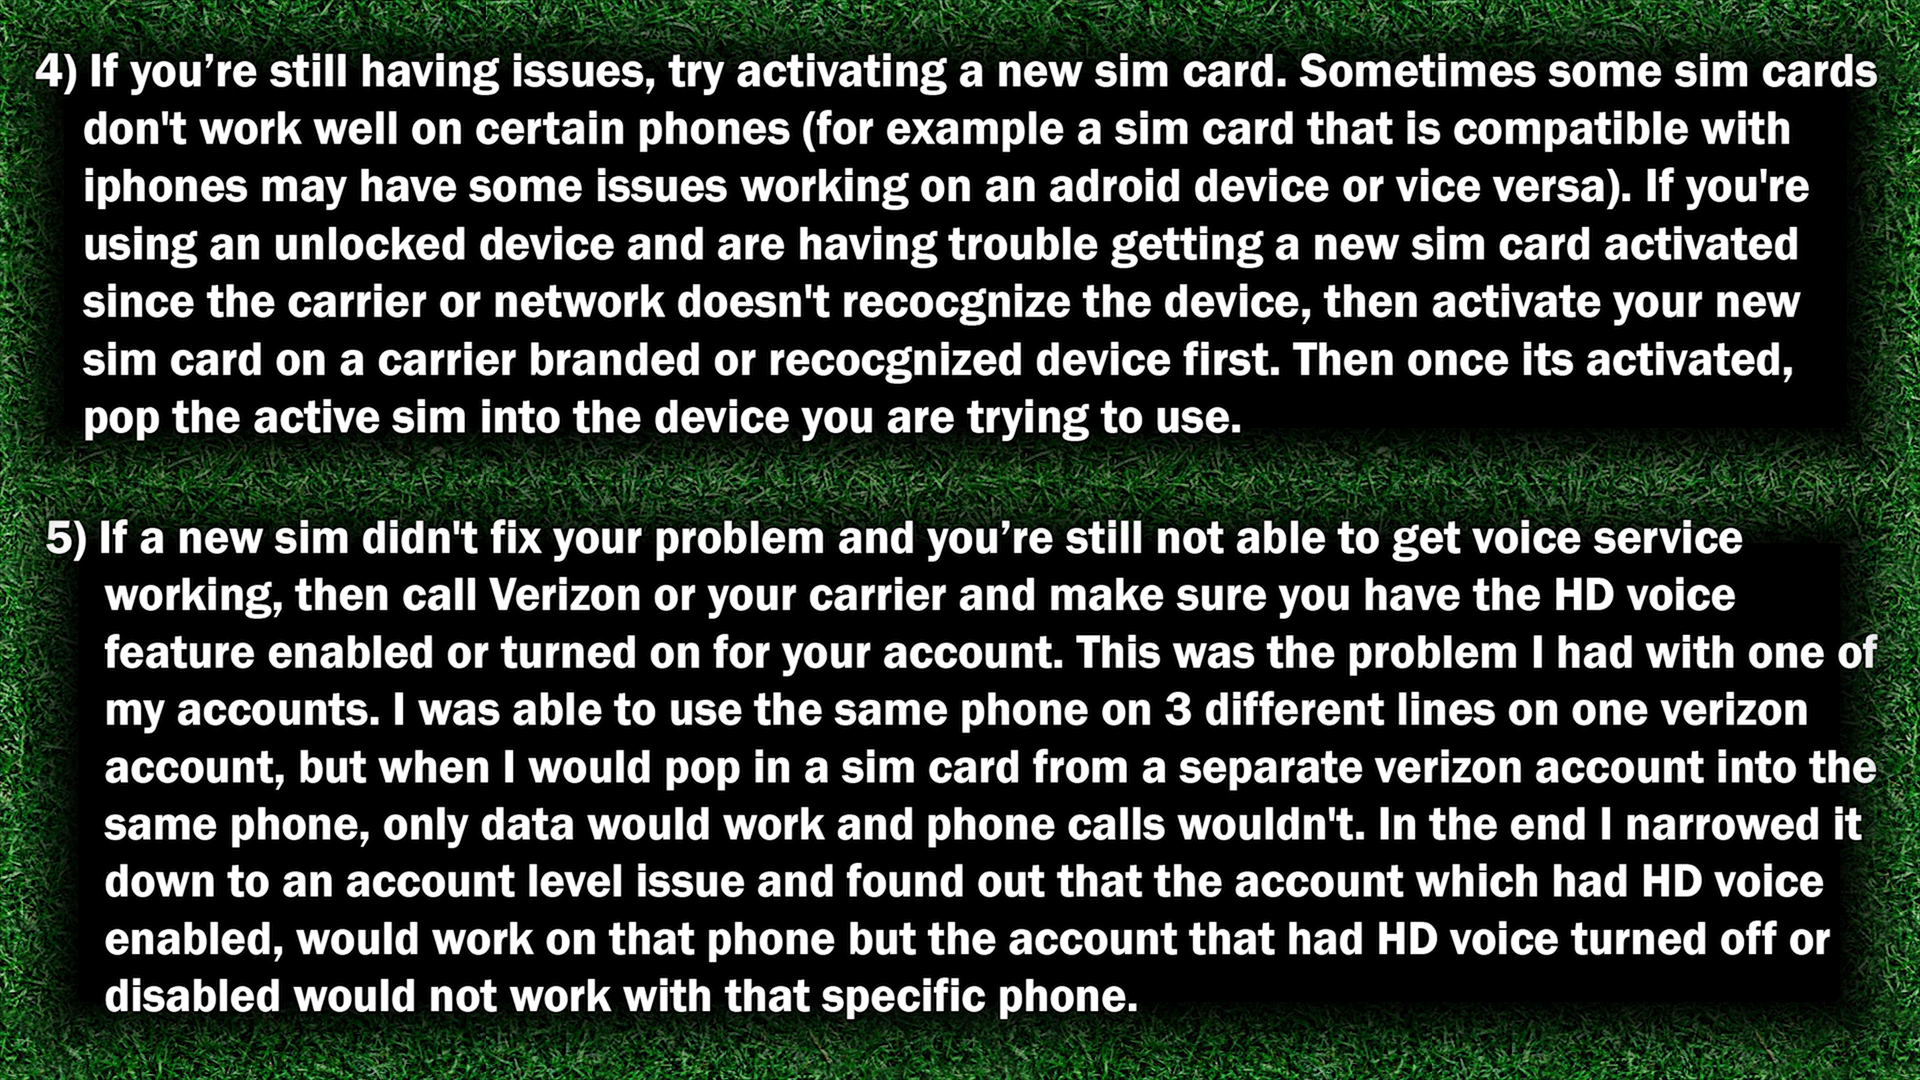 4) If you’re still having issues, try activating a new sim card. Sometimes some sim cards
don't work well on certain phones (for example a sim card that is compatible with
iphones may have some issues working on an adroid device or vice versa). If you're
using an unlocked device and are having trouble getting a new sim card activated
since the carrier or network doesn't recocgnize the device, then activate your new
sim card on a carrier branded or recocgnized device first. Then once its activated,
pop the active sim into the device you are trying to use.
5) If a new sim didn't fix your problem and you’re still not able to get voice service
working, then call Verizon or your carrier and make sure you have the HD voice
feature enabled or turned on for your account. This was the problem I had with one of
my accounts. I was able to use the same phone on 3 different lines on one verizon
account, but when I would pop in a sim card from a separate verizon account into the
same phone, only data would work and phone calls wouldn't. In the end I narrowed it
down to an account level issue and found out that the account which had HD voice
enabled, would work on that phone but the account that had HD voice turned off or
disabled would not work with that specific phone.